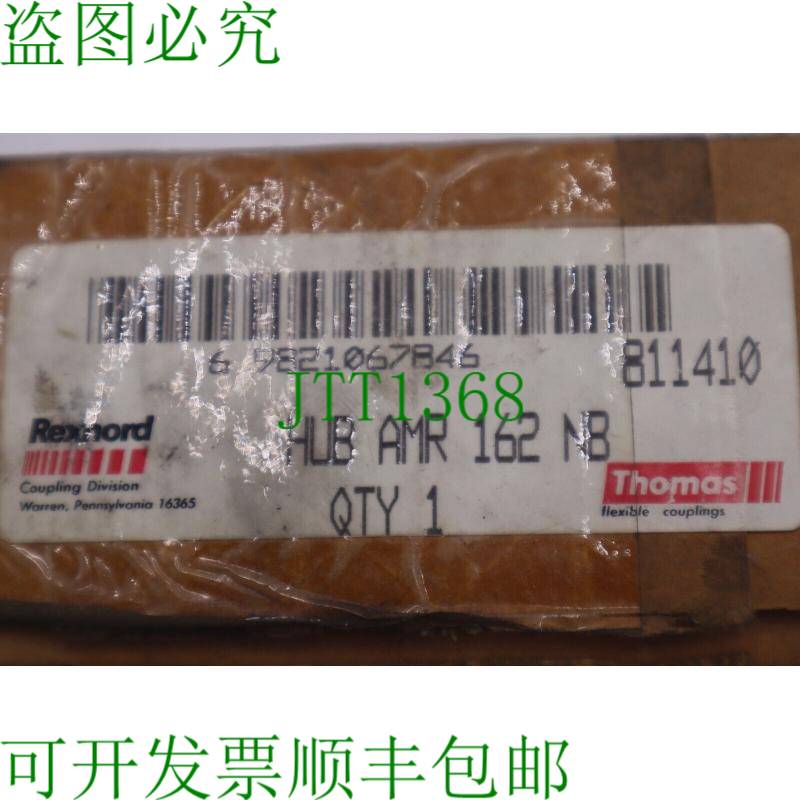 盗图必究
6 9821067846
811410
JTT1368
Rexnord
HUB AMR 162 NB
Coupling Division
Warren, Pennsylvania 16365
QTY 1
Thomas
flexible couplings
可开发票顺丰包邮